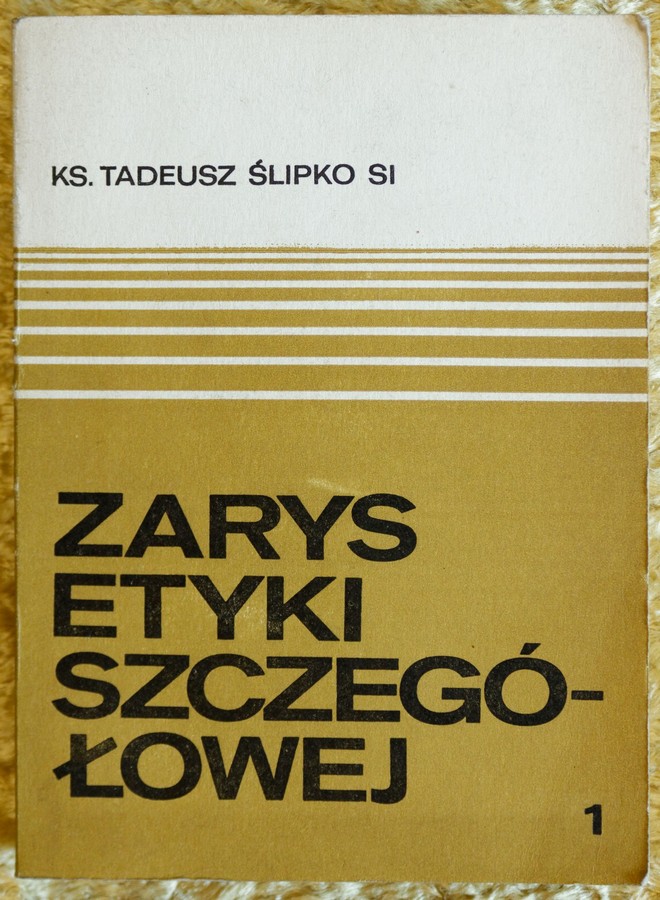 KS. TADEUSZ ŚLIPKO SI
ZARYS
ETYKI
SZCZEGÓ-
ŁOWEJ
1